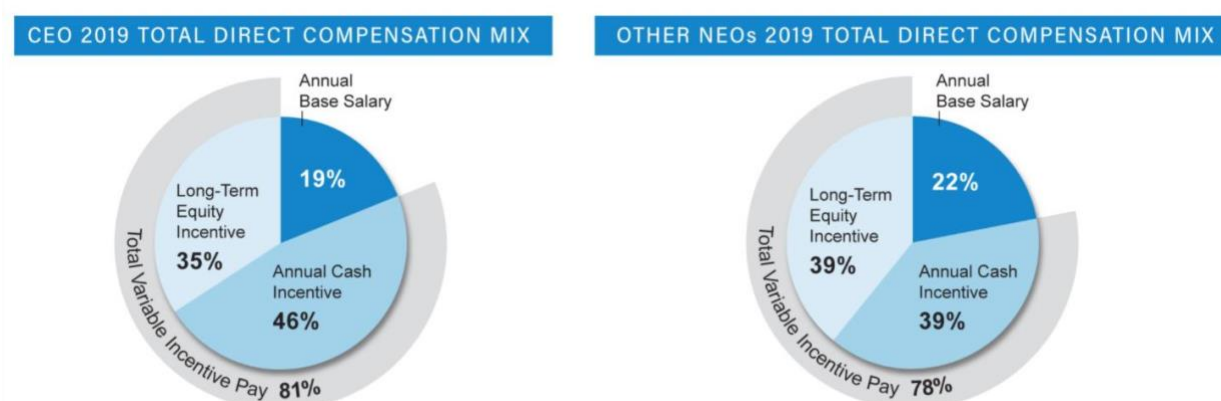 CEO 2019 TOTAL DIRECT COMPENSATION MIX
Annual
Base Salary
19%
Long-Term
Equity
Incentive
35%
Annual Cash
Incentive
46%
Total Variable Incentive Pay 81%
OTHER NEOs 2019 TOTAL DIRECT COMPENSATION MIX
Annual
Base Salary
22%
Long-Term
Equity
Incentive
39%
Annual Cash
Incentive
39%
Total Variable Incentive Pay 78%